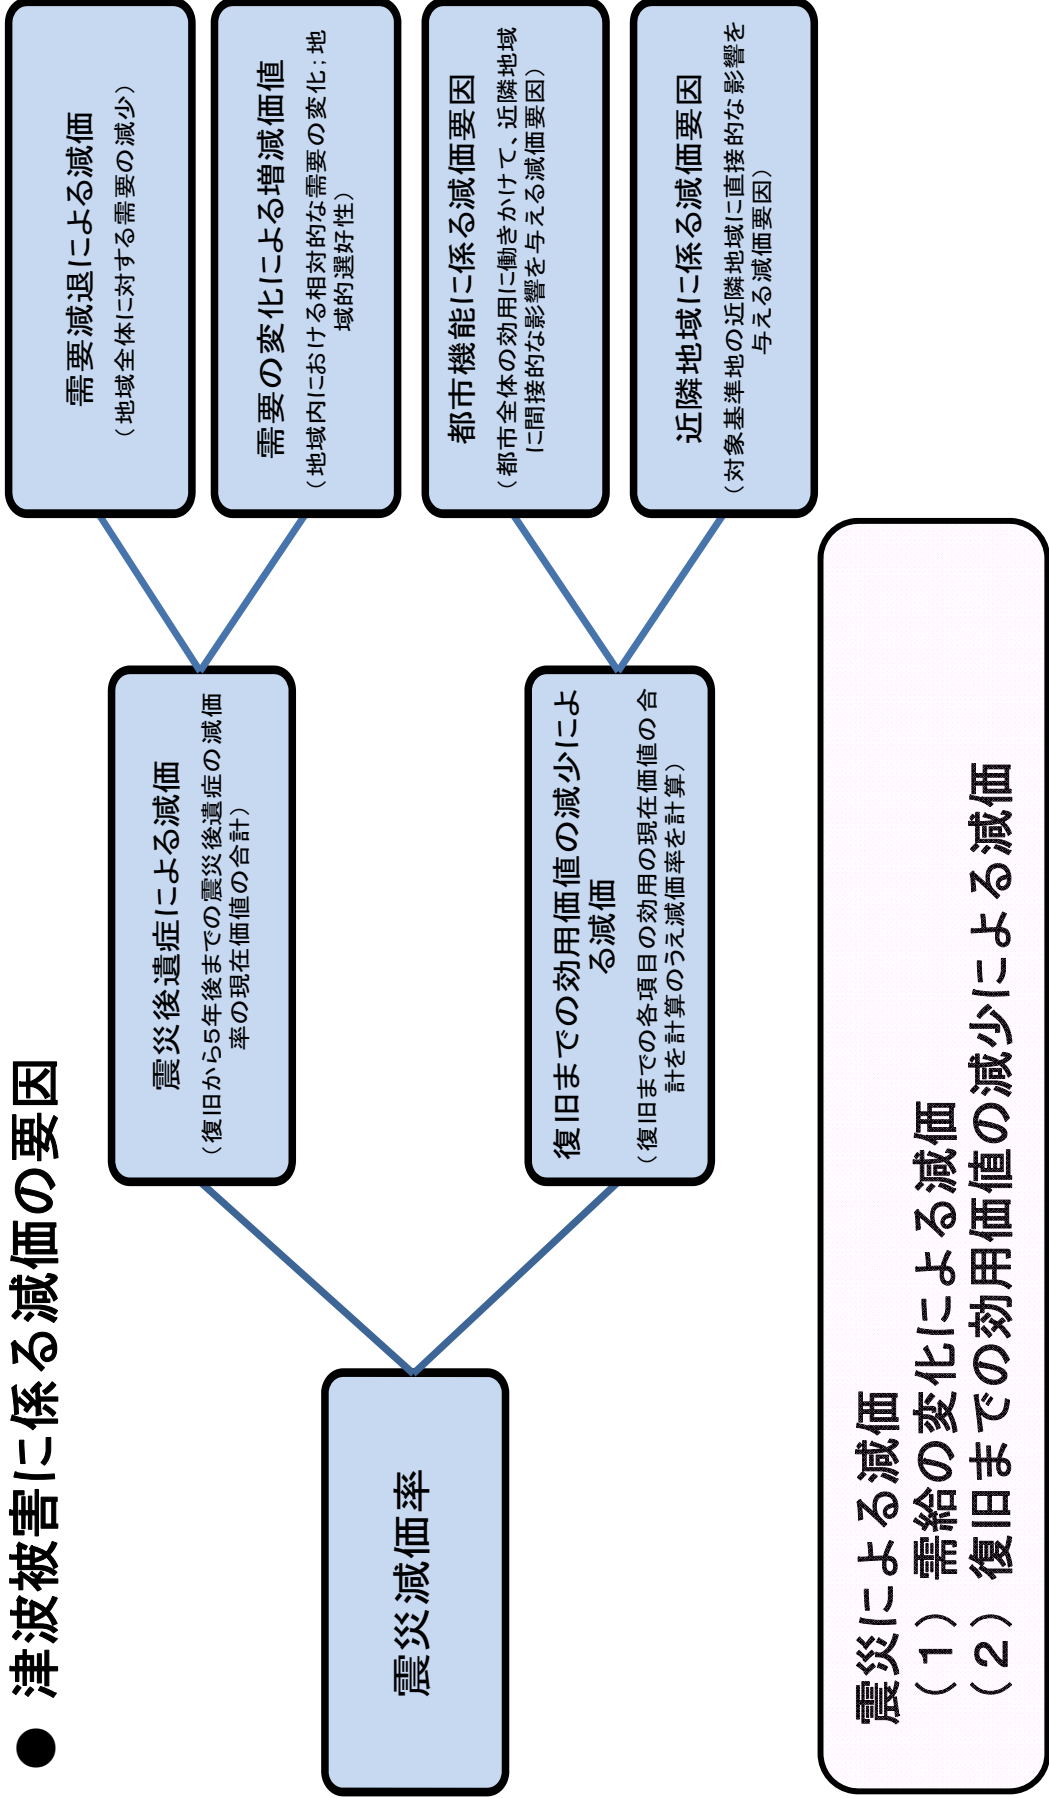 ● 津波被害に係る減価の要因
震災減価率
震災後遺症による減価
（復旧から5年後までの震災後遺症の減価
率の現在価値の合計）
需要減退による減価
（地域全体に対する需要の減少）
需要の変化による増減価値
（地域内における相対的な需要の変化；地
域的選好性）
復旧までの効用価値の減少によ
る減価
（復旧までの各項目の効用の現在価値の合
計を計算のうえ減価率を計算）
都市機能に係る減価要因
（都市全体の効用に働きかけて、近隣地域
に間接的な影響を与える減価要因）
近隣地域に係る減価要因
（対象基準地の近隣地域に直接的な影響を
与える減価要因）
震災による減価
（１）需給の変化による減価
（２）復旧までの効用価値の減少による減価